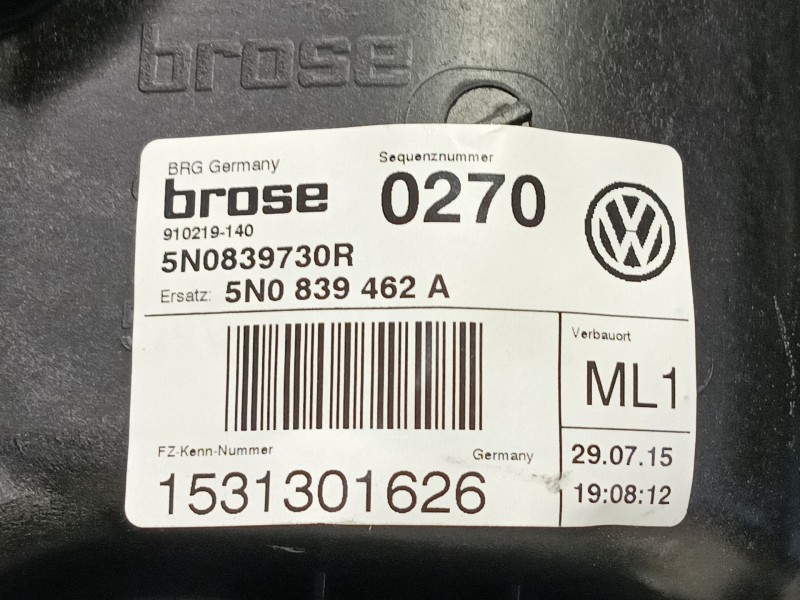 brose
BRG Germany
Sequenznummer
brose
0270
910219-140
5N0839730R
Ersatz: 5N0 839 462 A
Verbauort
ML1
FZ-Kenn-Nummer
Germany
1531301626
29.07.15
19:08:12